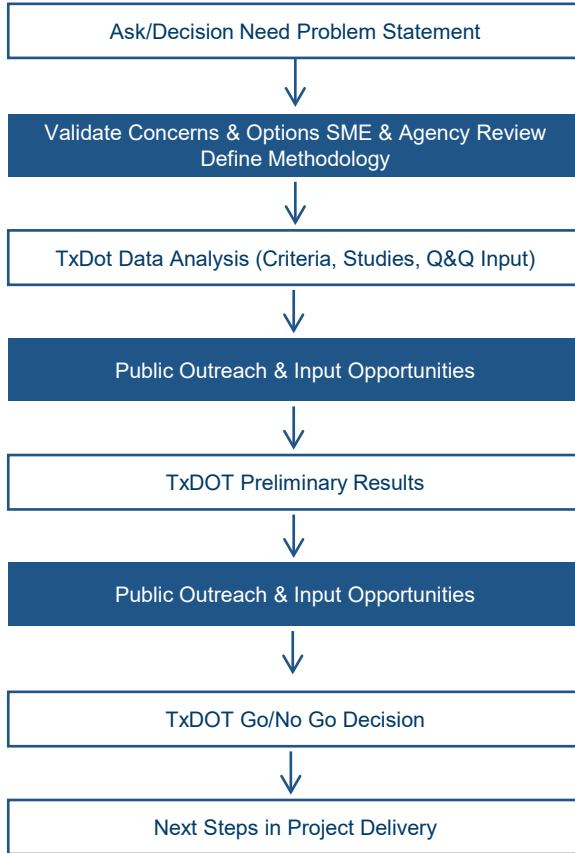 Ask/Decision Need Problem Statement
Validate Concerns & Options SME & Agency Review
Define Methodology
TxDot Data Analysis (Criteria, Studies, Q&Q Input)
Public Outreach & Input Opportunities
TxDOT Preliminary Results
Public Outreach & Input Opportunities
TxDOT Go/No Go Decision
Next Steps in Project Delivery